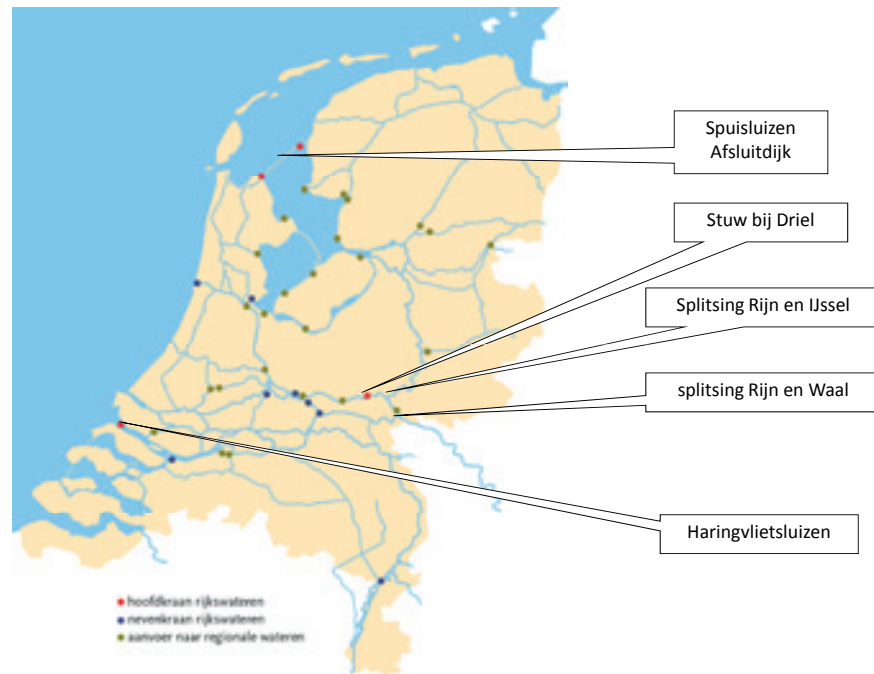 Spuisluizen
Afsluitdijk
Stuw bij Driel
Splitsing Rijn en IJssel
splitsing Rijn en Waal
Haringvlietsluizen
hoofdkraan rijkswateren
nevenkraan rijkswateren
aanvoer naar regionale wateren